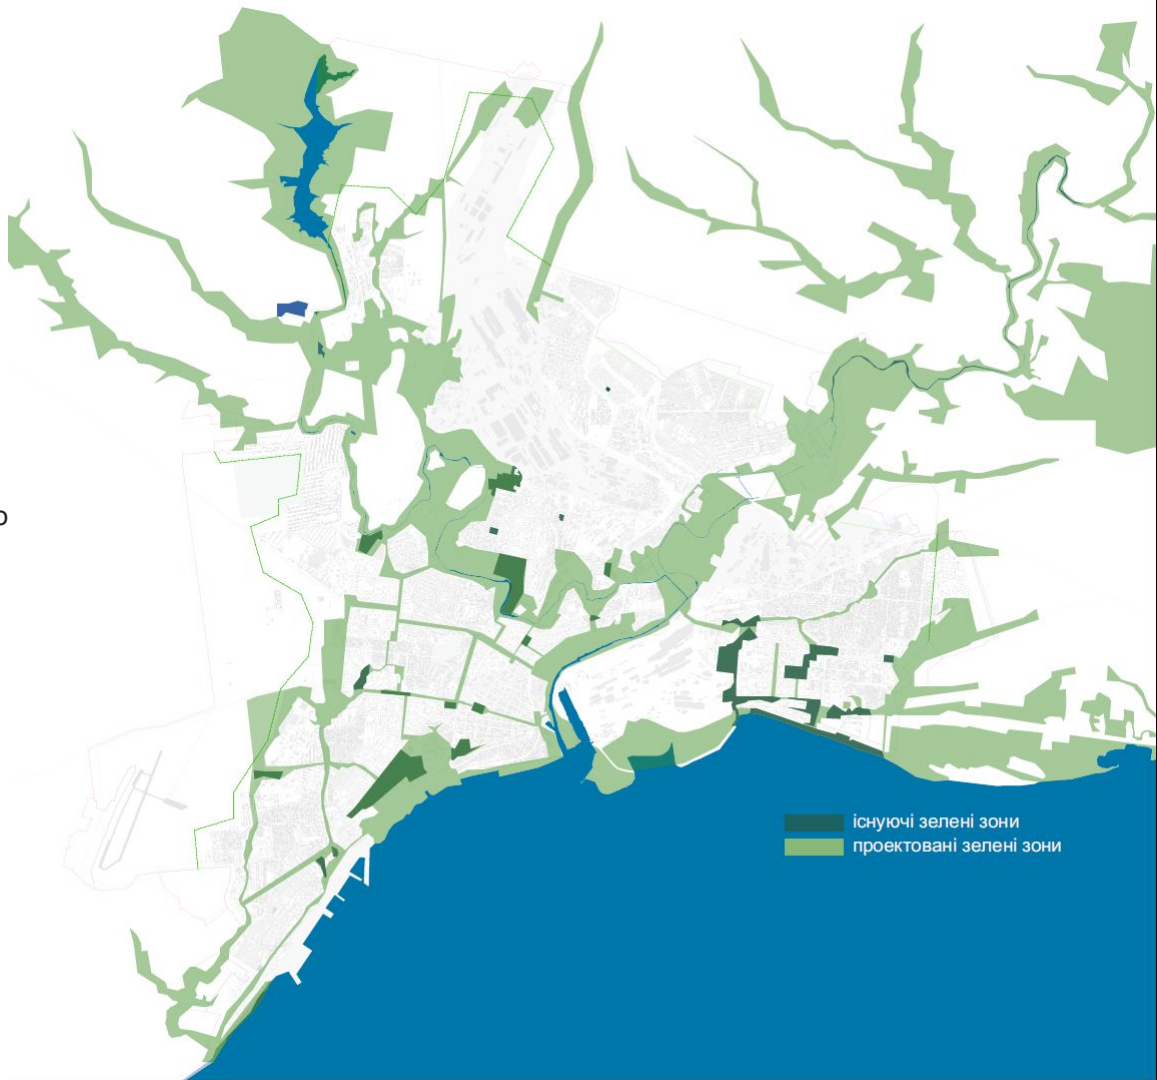 о
існуючі зелені зони
проектовані зелені зони